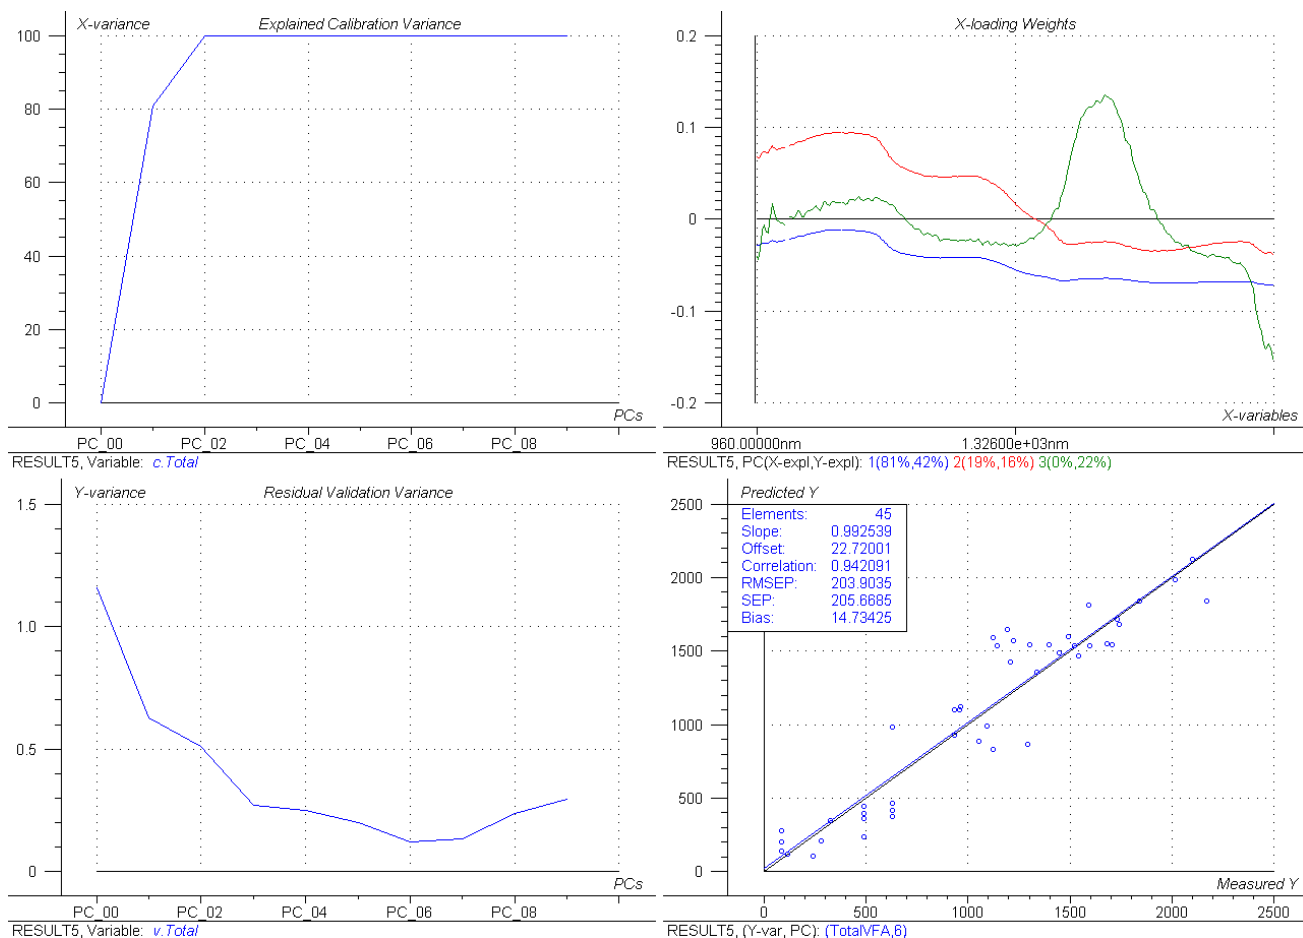 X-variance
Explained Calibration Variance
100
80
60
40
20
0
PCs
PC_00 PC_02 PC_04 PC_06 PC_08
RESULT5, Variable: c.Total
X-loading Weights
0.2
0.1
0
-0.1
-0.2
X-variables
960.00000nm 1.32600e+03nm
RESULT5, PC(X-expl,Y-expl): 1(81%,42%) 2(19%,16%) 3(0%,22%)
Y-variance
Residual Validation Variance
1.5
1.0
0.5
0
PCs
PC_00 PC_02 PC_04 PC_06 PC_08
RESULT5, Variable: v.Total
Predicted Y
2500
2000
1500
1000
500
0
Elements: 45
Slope: 0.992539
Offset: 22.72001
Correlation: 0.942091
RMSEP: 203.9035
SEP: 205.6685
Bias: 14.73425
Measured Y
0 500 1000 1500 2000 2500
RESULT5, (Y-var, PC): (TotalVFA,6)